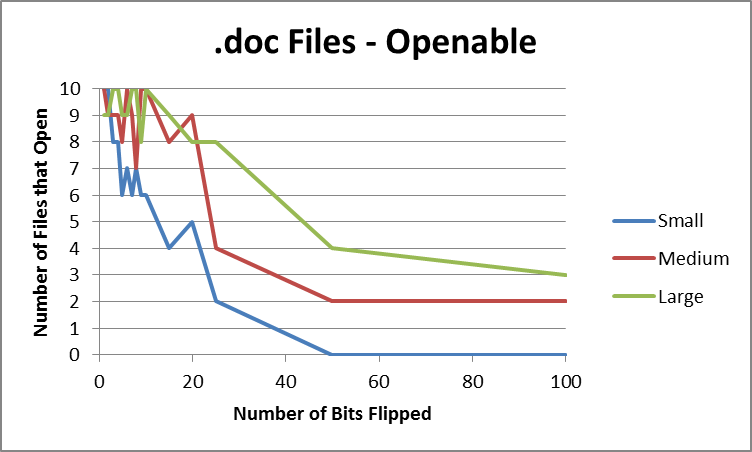 .doc Files - Openable
Number of Files that Open
10
9
8
7
6
5
4
3
2
1
0
0 20 40 60 80 100
Number of Bits Flipped
Small
Medium
Large